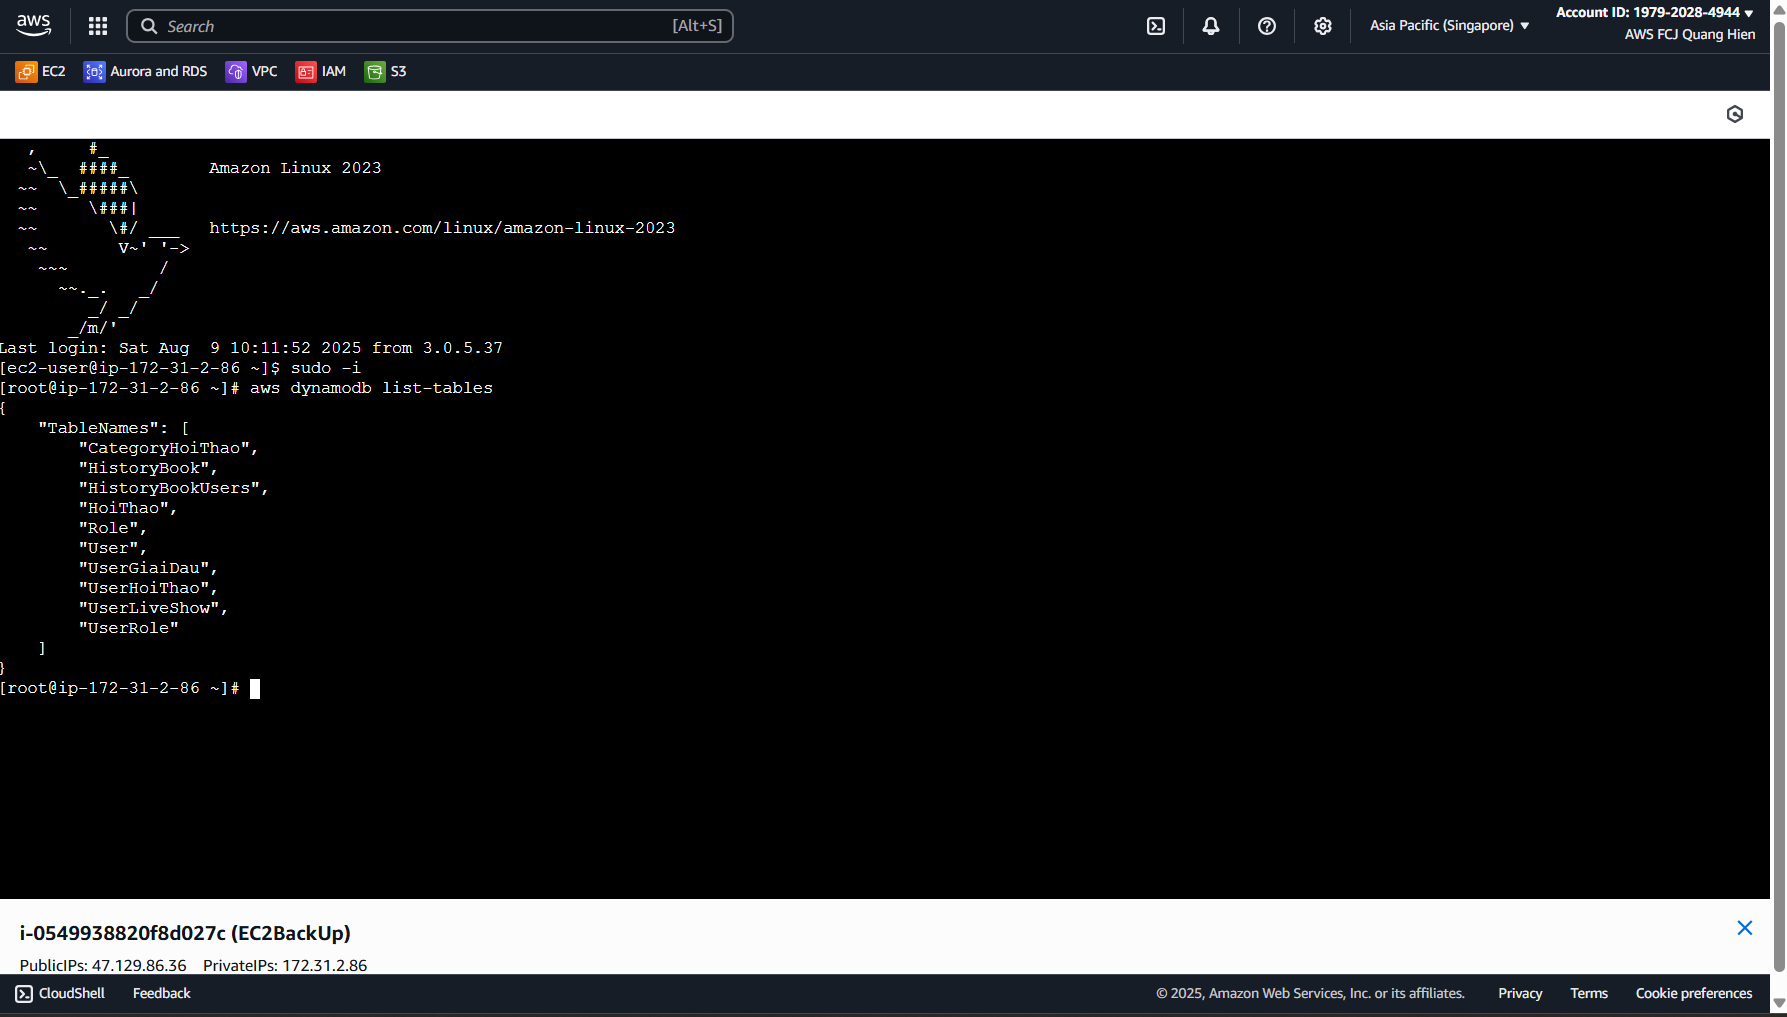 aws
Search [Alt+S]
Asia Pacific (Singapore) ▼
Account ID: 1979-2028-4944 ▼
AWS FCJ Quang Hien
EC2 Aurora and RDS VPC IAM S3
   ,     #_
   ~\_  ####_        Amazon Linux 2023
  ~~  \_#####\
  ~~     \###|
  ~~       \#/ ___   https://aws.amazon.com/linux/amazon-linux-2023
   ~~       V~' '->
    ~~~         /
      ~~._.   _/
         _/ _/
       _/m/'
Last login: Sat Aug  9 10:11:52 2025 from 3.0.5.37
[ec2-user@ip-172-31-2-86 ~]$ sudo -i
[root@ip-172-31-2-86 ~]# aws dynamodb list-tables
{
    "TableNames": [
        "CategoryHoiThao",
        "HistoryBook",
        "HistoryBookUsers",
        "HoiThao",
        "Role",
        "User",
        "UserGiaiDau",
        "UserHoiThao",
        "UserLiveShow",
        "UserRole"
    ]
}
[root@ip-172-31-2-86 ~]#
i-0549938820f8d027c (EC2BackUp)
PublicIPs: 47.129.86.36 PrivateIPs: 172.31.2.86
CloudShell Feedback © 2025, Amazon Web Services, Inc. or its affiliates. Privacy Terms Cookie preferences